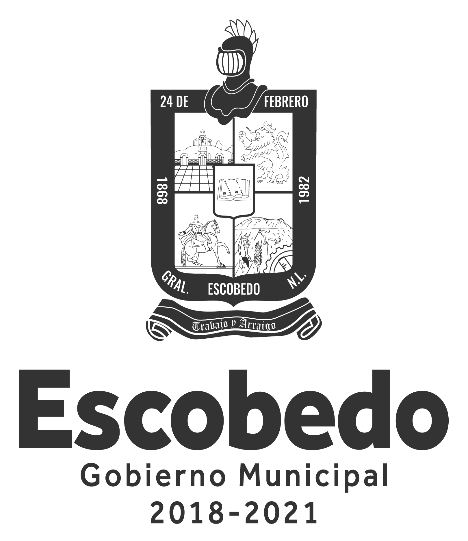 24 DE FEBRERO
1868 1982
GRAL. ESCOBEDO N.L.
Trabajo y Arraigo
Escobedo
Gobierno Municipal
2018-2021